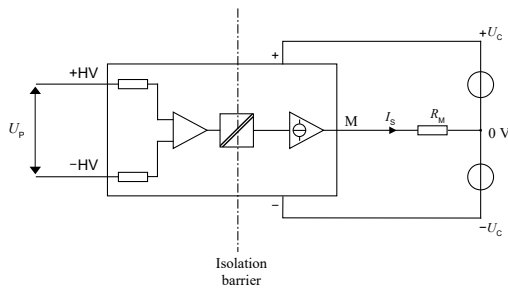 +U_C
+
+HV
U_P
M
I_S
R_M
0 V
−HV
−
−U_C
Isolation
barrier